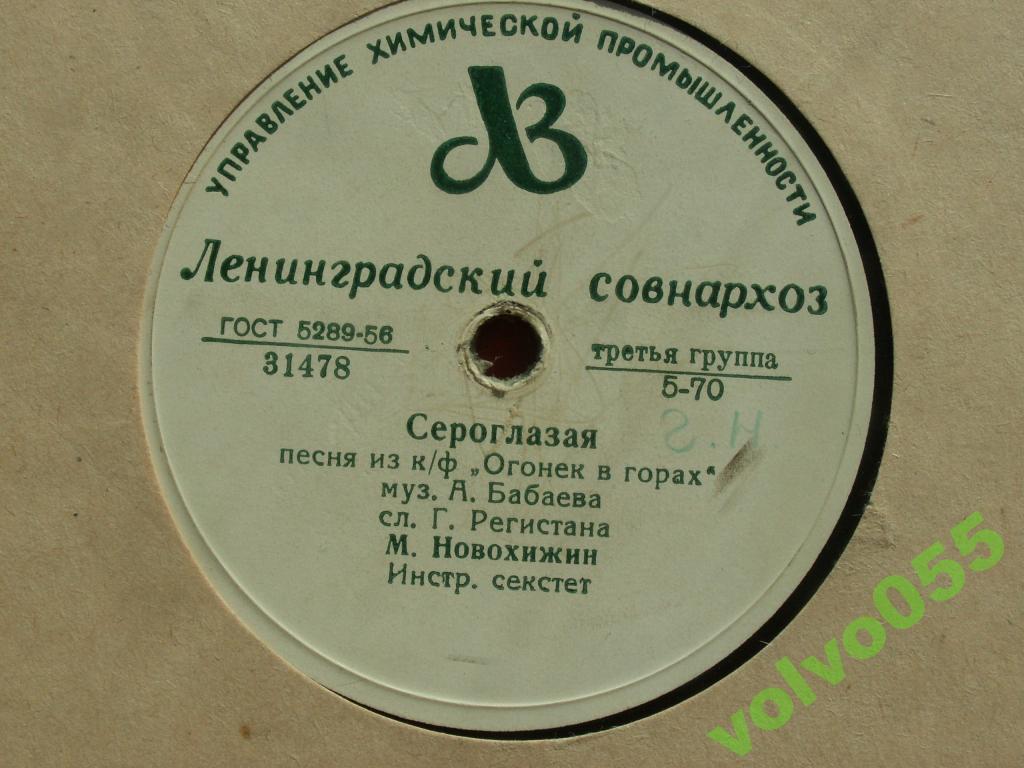 УПРАВЛЕНИЕ ХИМИЧЕСКОЙ ПРОМЫШЛЕННОСТИ
ЛЗ
Ленинградский совнархоз
ГОСТ 5289-56
31478
третья группа
5-70
Сероглазая
песня из к/ф „Огонек в горах“
муз. А. Бабаева
сл. Г. Регистана
М. Новохижин
Инстр. секстет
volvo055